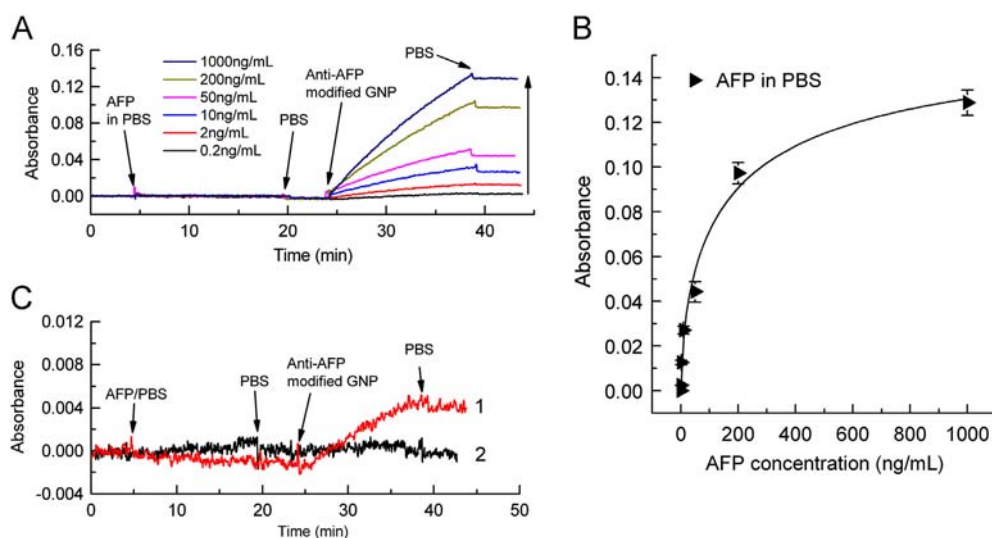 A
Absorbance
0.16
0.12
0.08
0.04
0.00
1000ng/mL
200ng/mL
50ng/mL
10ng/mL
2ng/mL
0.2ng/mL
AFP
in PBS
PBS
Anti-AFP
modified GNP
PBS
0 10 20 30 40
Time (min)
B
Absorbance
0.14
0.12
0.10
0.08
0.06
0.04
0.02
0.00
AFP in PBS
0 200 400 600 800 1000
AFP concentration (ng/mL)
C
Absorbance
0.012
0.008
0.004
0.000
-0.004
AFP/PBS
PBS
Anti-AFP
modified GNP
PBS
1
2
0 10 20 30 40 50
Time (min)